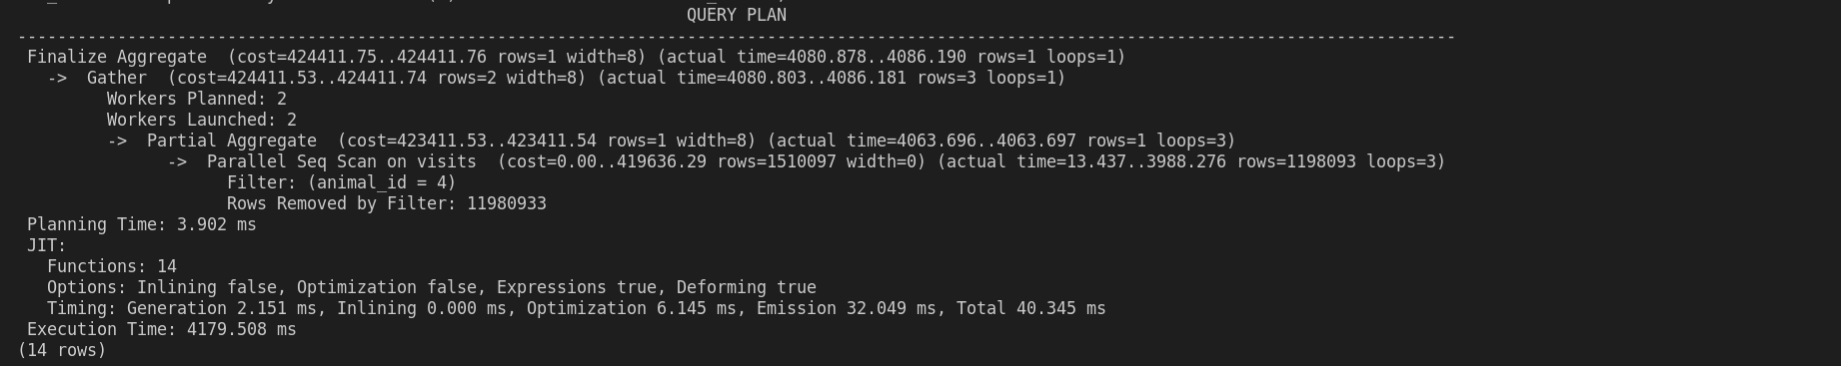 QUERY PLAN
---------------------------------------------------------------------------------------------------------------------------------------------
Finalize Aggregate  (cost=424411.75..424411.76 rows=1 width=8) (actual time=4080.878..4086.190 rows=1 loops=1)
->  Gather  (cost=424411.53..424411.74 rows=2 width=8) (actual time=4080.803..4086.181 rows=3 loops=1)
Workers Planned: 2
Workers Launched: 2
->  Partial Aggregate  (cost=423411.53..423411.54 rows=1 width=8) (actual time=4063.696..4063.697 rows=1 loops=3)
->  Parallel Seq Scan on visits  (cost=0.00..419636.29 rows=1510097 width=0) (actual time=13.437..3988.276 rows=1198093 loops=3)
Filter: (animal_id = 4)
Rows Removed by Filter: 11980933
Planning Time: 3.902 ms
JIT:
Functions: 14
Options: Inlining false, Optimization false, Expressions true, Deforming true
Timing: Generation 2.151 ms, Inlining 0.000 ms, Optimization 6.145 ms, Emission 32.049 ms, Total 40.345 ms
Execution Time: 4179.508 ms
(14 rows)